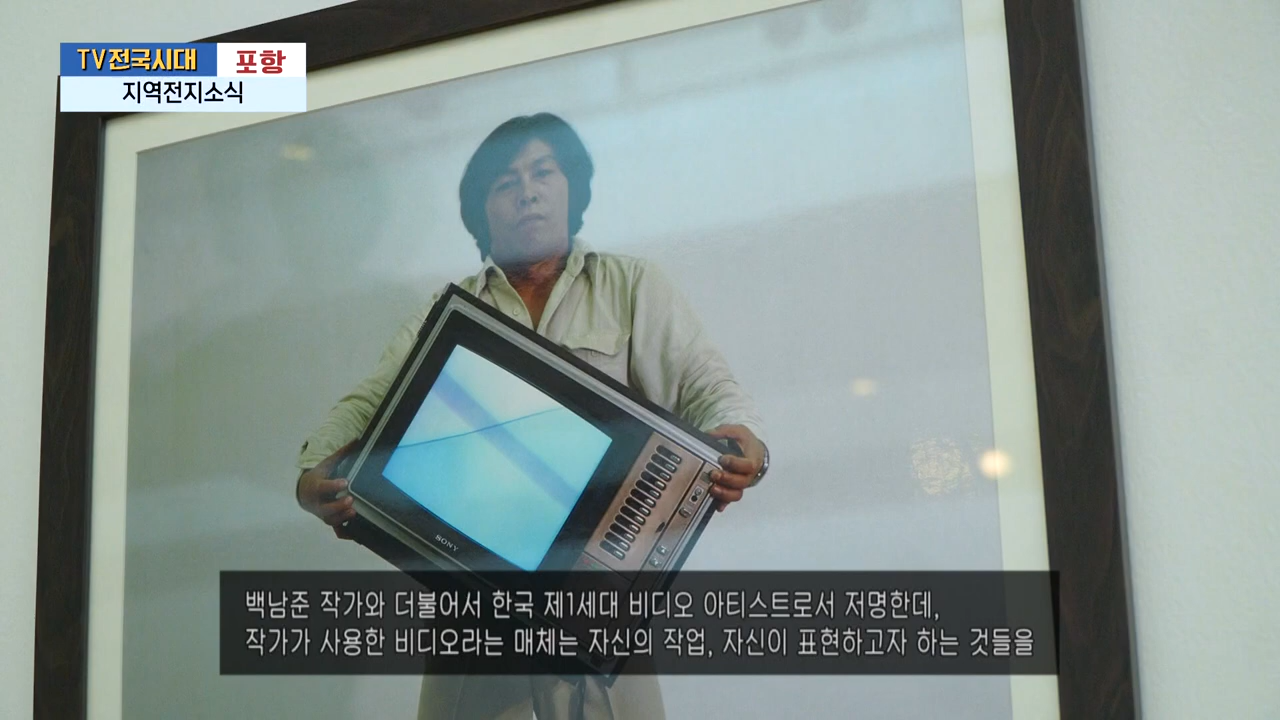 TV전국시대 포항
지역전지소식
SONY
백남준 작가와 더불어서 한국 제1세대 비디오 아티스트로서 저명한데,
작가가 사용한 비디오라는 매체는 자신의 작업, 자신이 표현하고자 하는 것들을